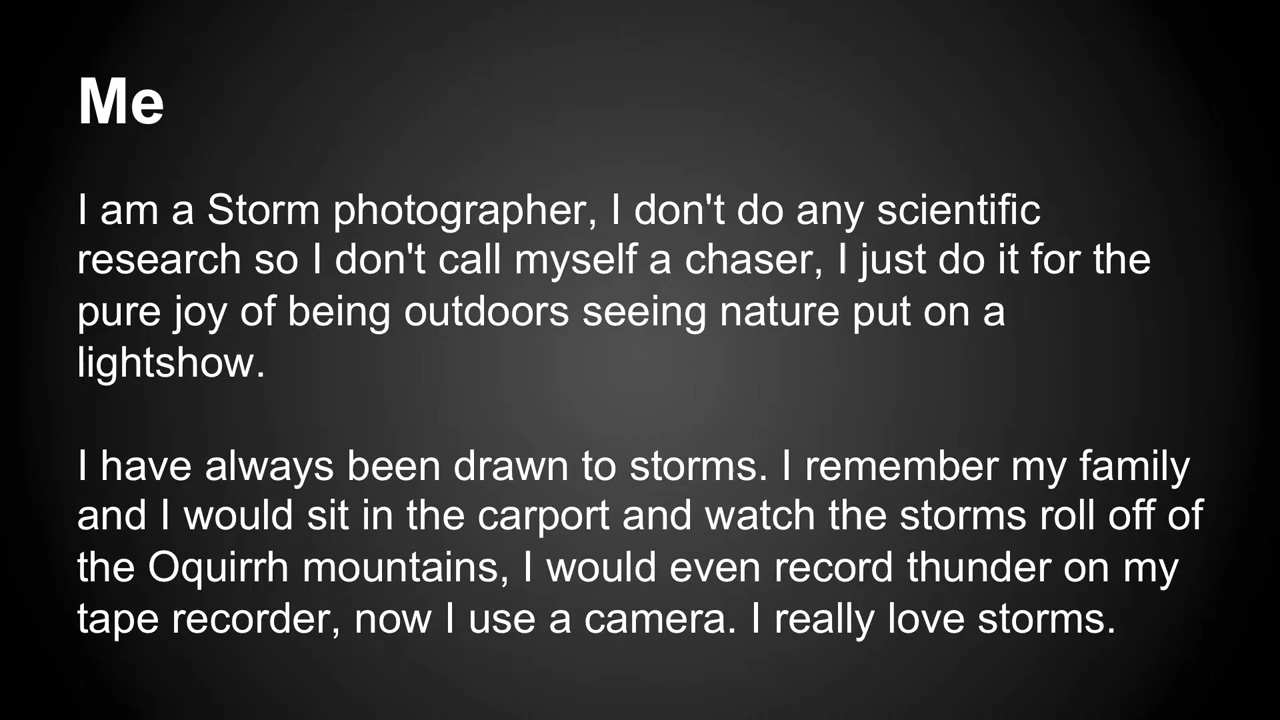 Me
I am a Storm photographer, I don't do any scientific
research so I don't call myself a chaser, I just do it for the
pure joy of being outdoors seeing nature put on a
lightshow.
I have always been drawn to storms. I remember my family
and I would sit in the carport and watch the storms roll off of
the Oquirrh mountains, I would even record thunder on my
tape recorder, now I use a camera. I really love storms.